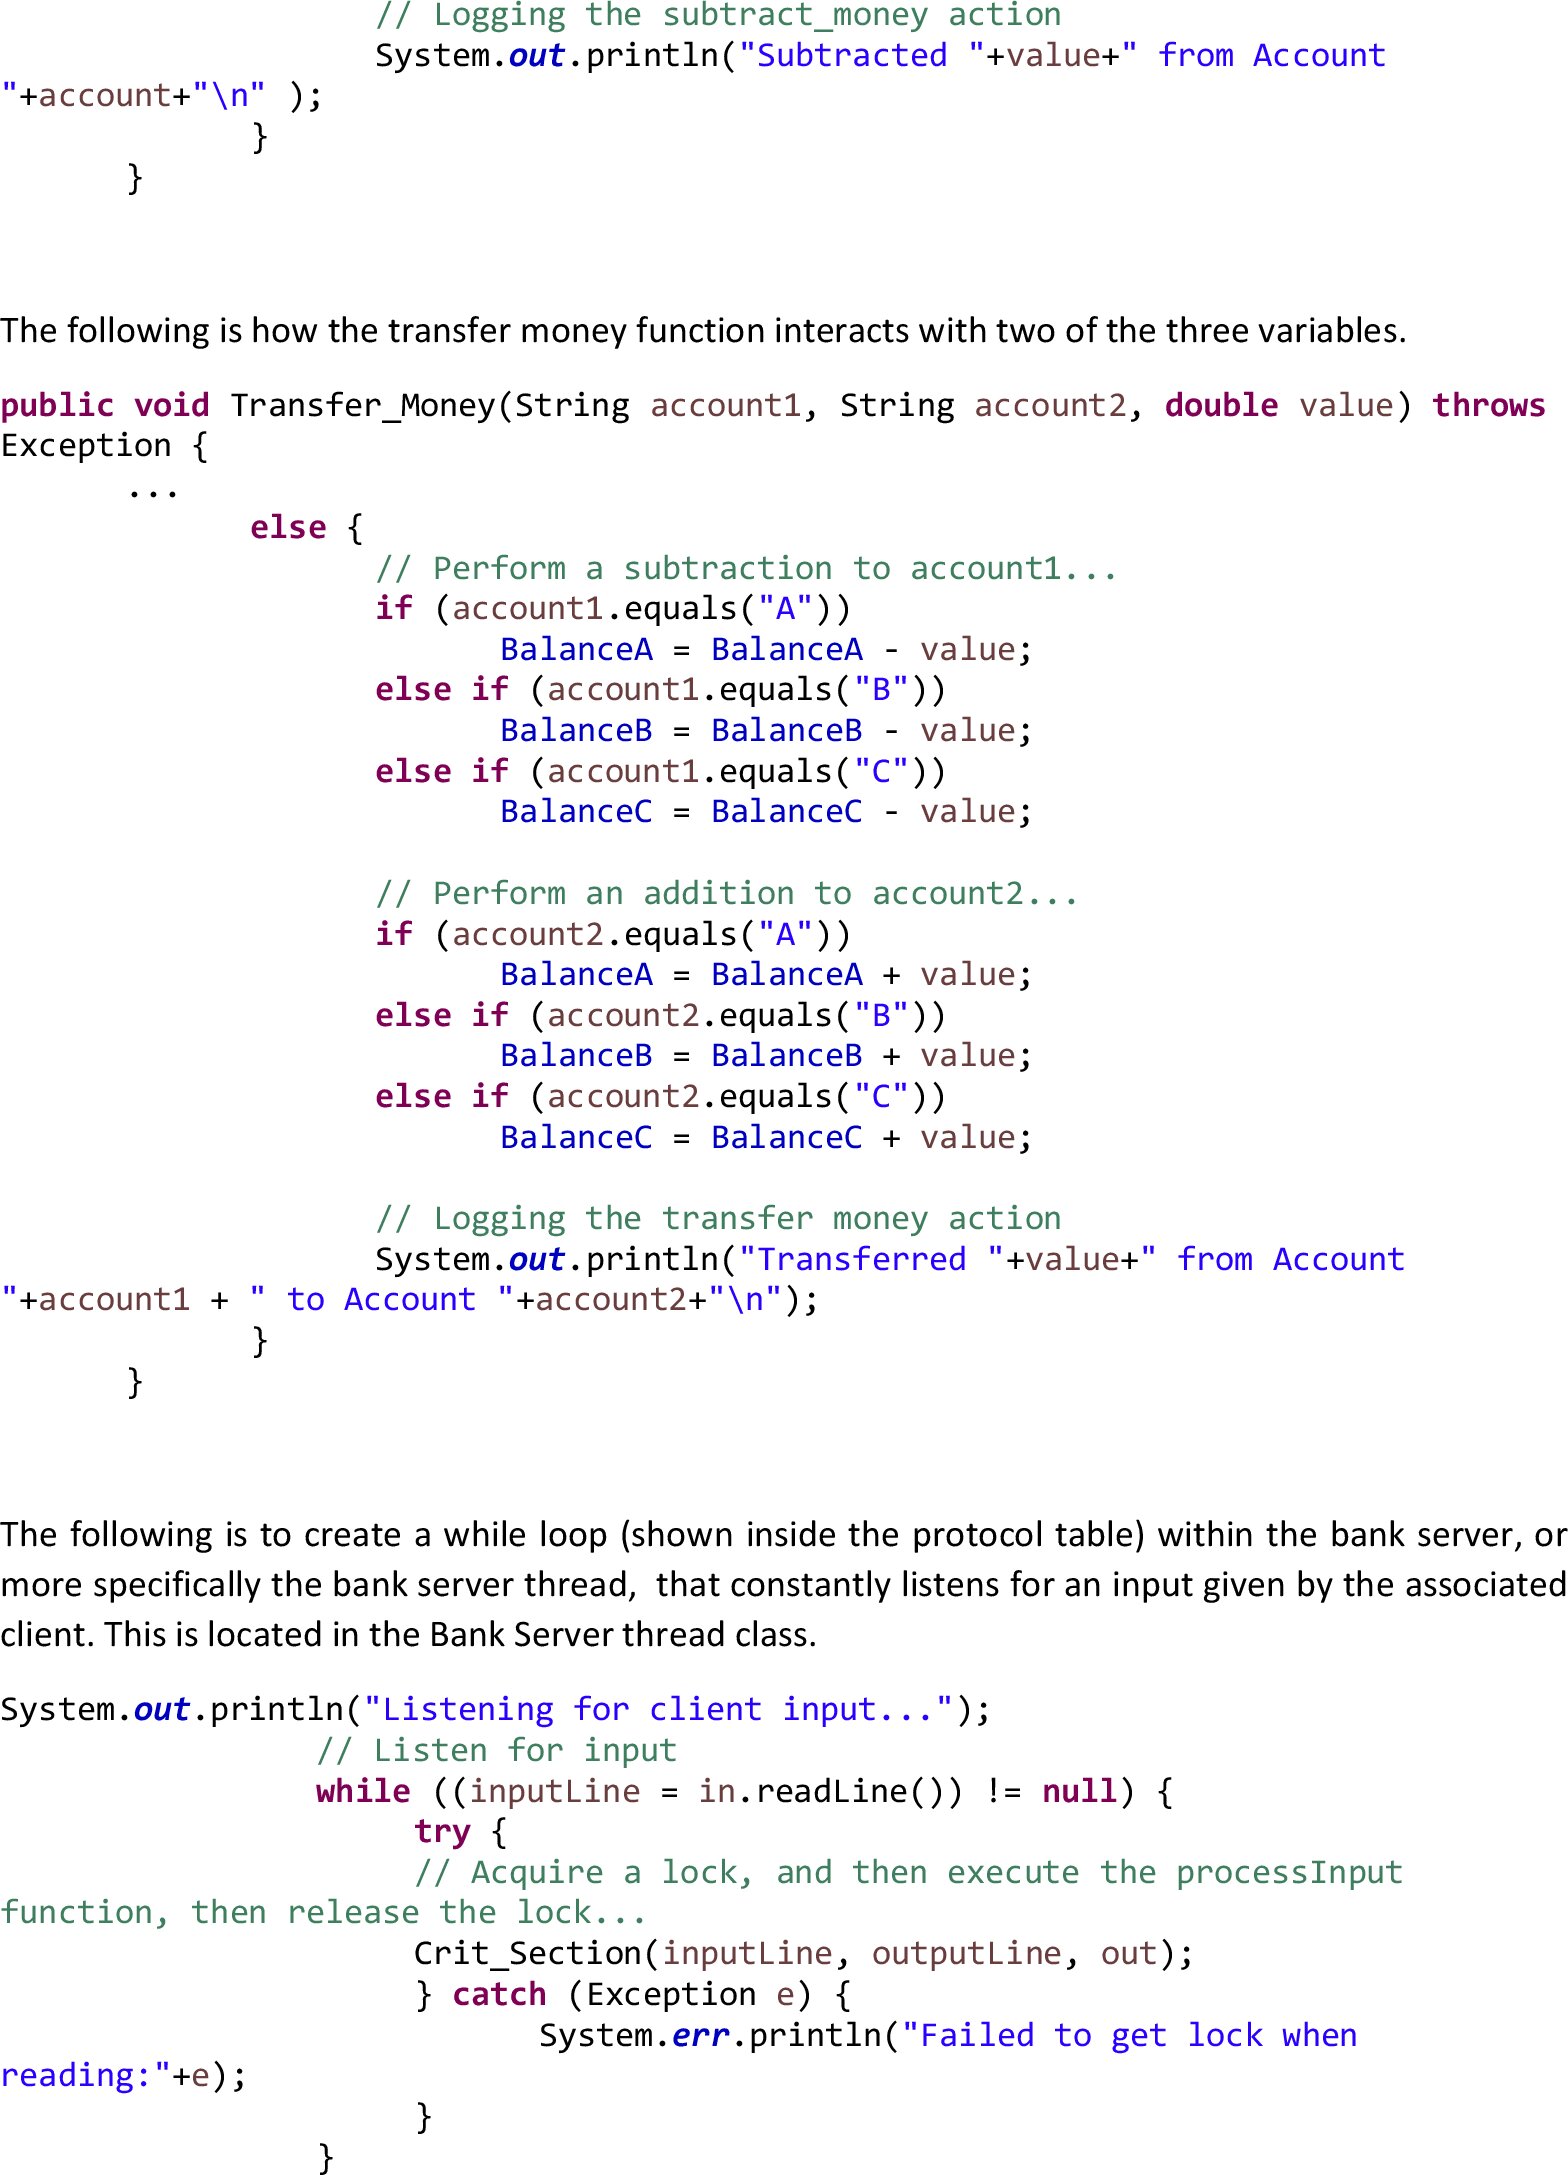 // Logging the subtract_money action
System.out.println("Subtracted "+value+" from Account
"+account+"\n" );
}
}
The following is how the transfer money function interacts with two of the three variables.
public void Transfer_Money(String account1, String account2, double value) throws
Exception {
...
else {
// Perform a subtraction to account1...
if (account1.equals("A"))
BalanceA = BalanceA - value;
else if (account1.equals("B"))
BalanceB = BalanceB - value;
else if (account1.equals("C"))
BalanceC = BalanceC - value;
// Perform an addition to account2...
if (account2.equals("A"))
BalanceA = BalanceA + value;
else if (account2.equals("B"))
BalanceB = BalanceB + value;
else if (account2.equals("C"))
BalanceC = BalanceC + value;
// Logging the transfer money action
System.out.println("Transferred "+value+" from Account
"+account1 + " to Account "+account2+"\n");
}
}
The following is to create a while loop (shown inside the protocol table) within the bank server, or
more specifically the bank server thread,  that constantly listens for an input given by the associated
client. This is located in the Bank Server thread class.
System.out.println("Listening for client input...");
// Listen for input
while ((inputLine = in.readLine()) != null) {
try {
// Acquire a lock, and then execute the processInput
function, then release the lock...
Crit_Section(inputLine, outputLine, out);
} catch (Exception e) {
System.err.println("Failed to get lock when
reading:"+e);
}
}